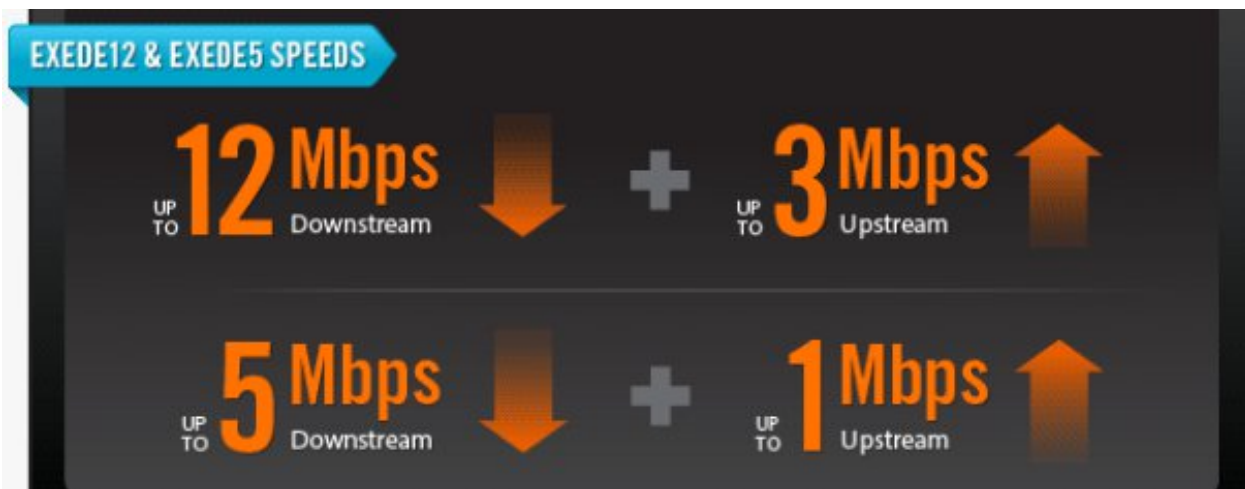 EXEDE12 & EXEDE5 SPEEDS
UP TO 12 Mbps Downstream + UP TO 3 Mbps Upstream
UP TO 5 Mbps Downstream + UP TO 1 Mbps Upstream